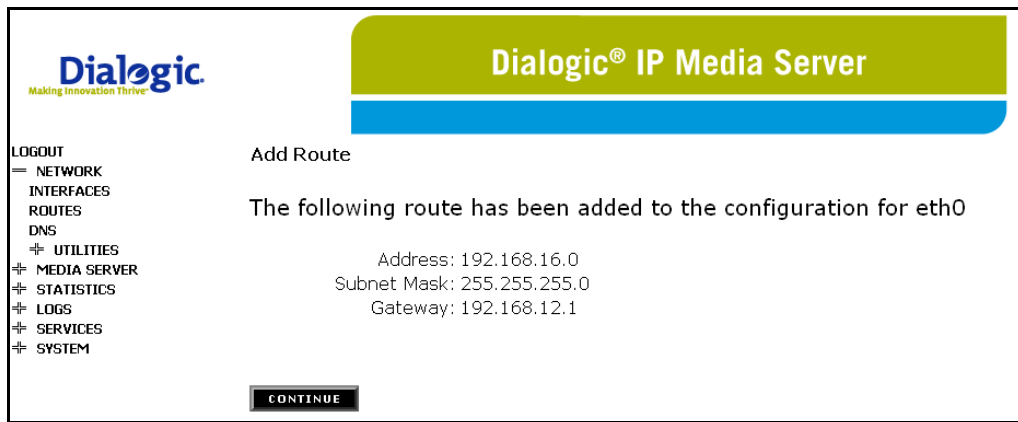 Dialogic.
Making Innovation Thrive™
Dialogic® IP Media Server
LOGOUT
NETWORK
INTERFACES
ROUTES
DNS
UTILITIES
MEDIA SERVER
STATISTICS
LOGS
SERVICES
SYSTEM
Add Route
The following route has been added to the configuration for eth0
Address: 192.168.16.0
Subnet Mask: 255.255.255.0
Gateway: 192.168.12.1
CONTINUE